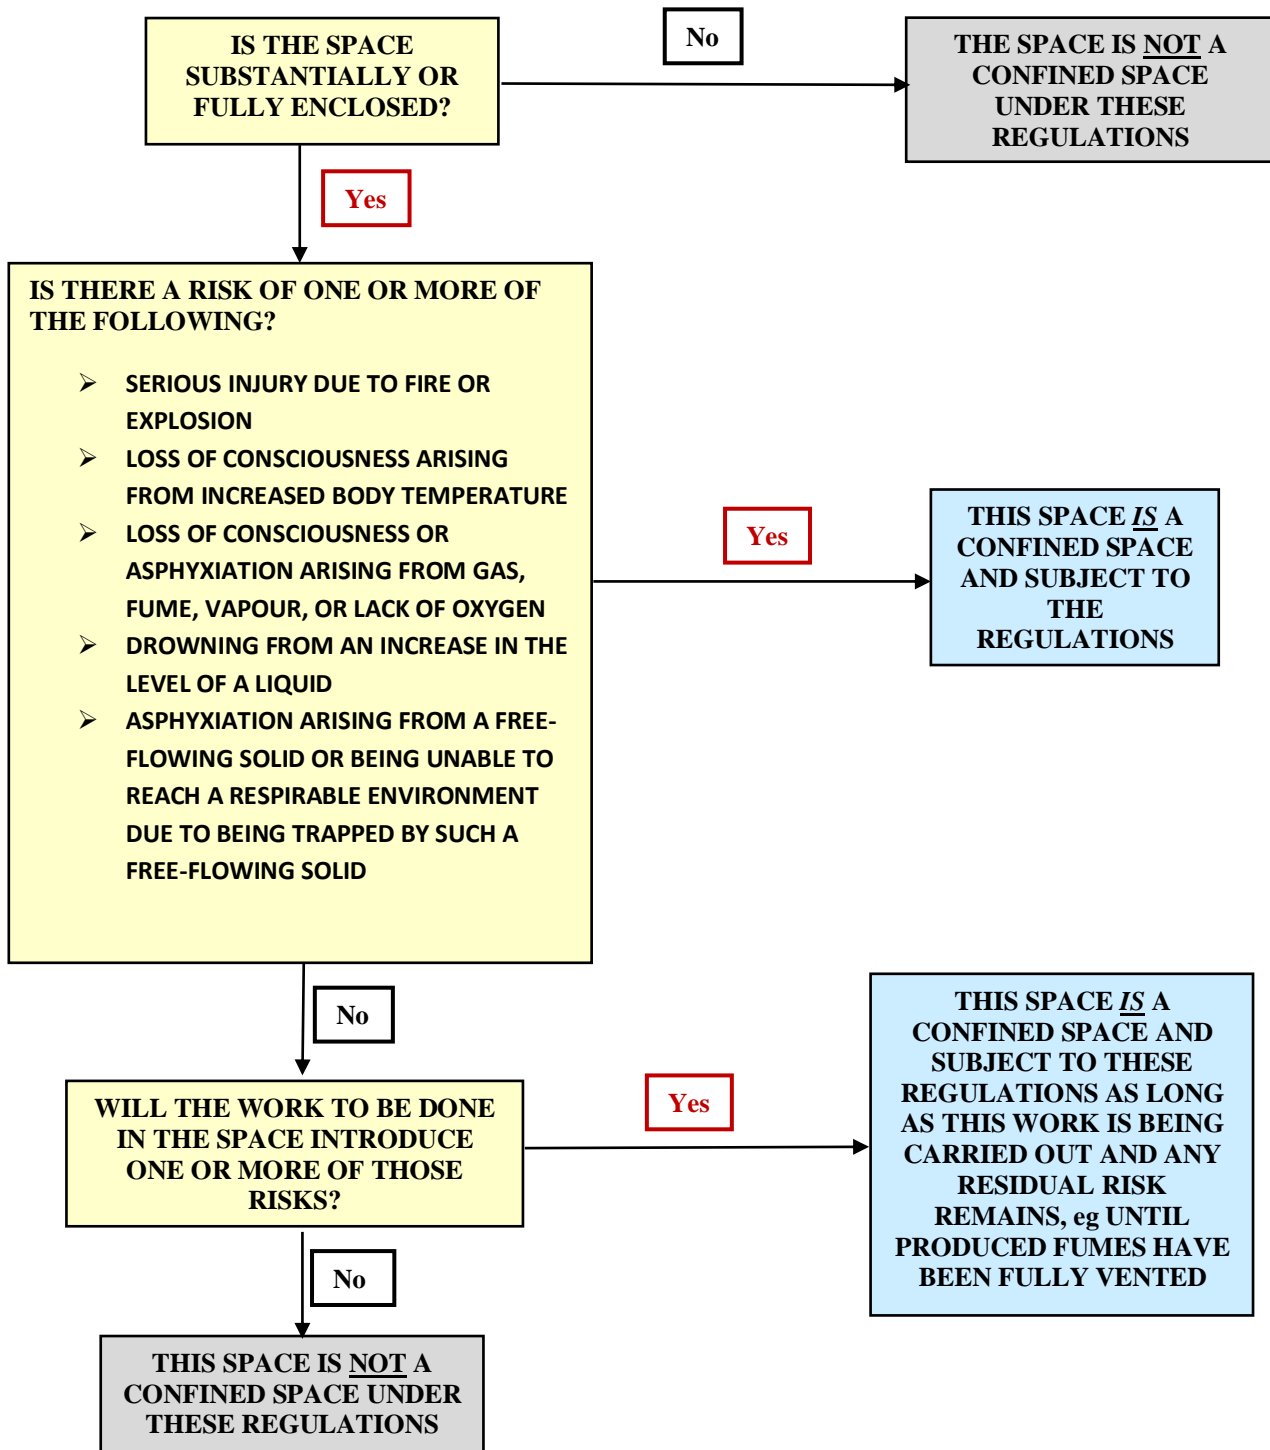 IS THE SPACE
SUBSTANTIALLY OR
FULLY ENCLOSED?
No
THE SPACE IS NOT A
CONFINED SPACE
UNDER THESE
REGULATIONS
Yes
IS THERE A RISK OF ONE OR MORE OF
THE FOLLOWING?
➢ SERIOUS INJURY DUE TO FIRE OR
EXPLOSION
➢ LOSS OF CONSCIOUSNESS ARISING
FROM INCREASED BODY TEMPERATURE
➢ LOSS OF CONSCIOUSNESS OR
ASPHYXIATION ARISING FROM GAS,
FUME, VAPOUR, OR LACK OF OXYGEN
➢ DROWNING FROM AN INCREASE IN THE
LEVEL OF A LIQUID
➢ ASPHYXIATION ARISING FROM A FREE-
FLOWING SOLID OR BEING UNABLE TO
REACH A RESPIRABLE ENVIRONMENT
DUE TO BEING TRAPPED BY SUCH A
FREE-FLOWING SOLID
Yes
THIS SPACE IS A
CONFINED SPACE
AND SUBJECT TO
THE
REGULATIONS
No
WILL THE WORK TO BE DONE
IN THE SPACE INTRODUCE
ONE OR MORE OF THOSE
RISKS?
Yes
THIS SPACE IS A
CONFINED SPACE AND
SUBJECT TO THESE
REGULATIONS AS LONG
AS THIS WORK IS BEING
CARRIED OUT AND ANY
RESIDUAL RISK
REMAINS, eg UNTIL
PRODUCED FUMES HAVE
BEEN FULLY VENTED
No
THIS SPACE IS NOT A
CONFINED SPACE UNDER
THESE REGULATIONS